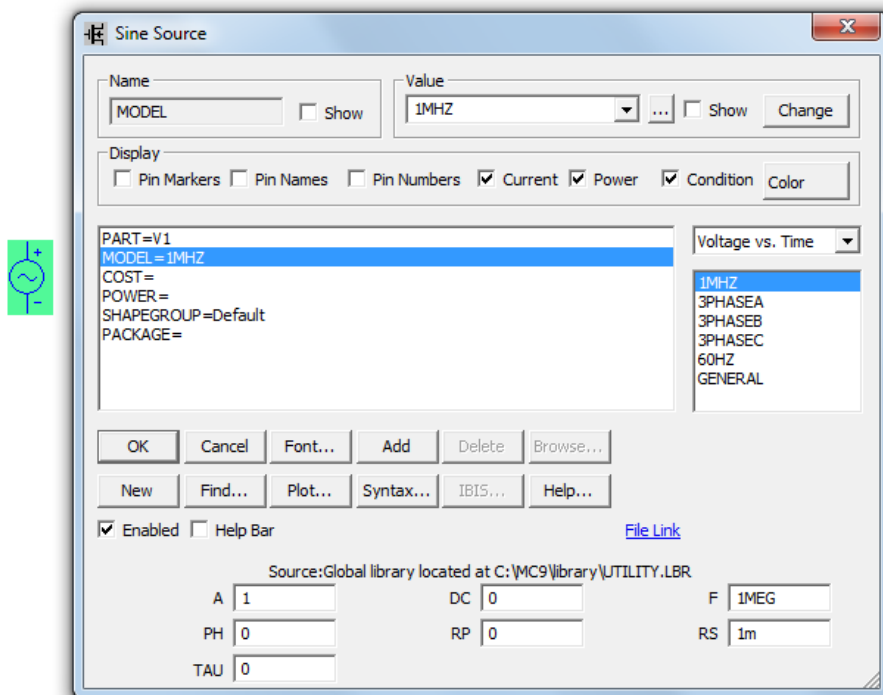 Sine Source
Name
MODEL
Show
Value
1MHZ
...
Show
Change
Display
Pin Markers
Pin Names
Pin Numbers
Current
Power
Condition
Color
PART=V1
MODEL=1MHZ
COST=
POWER=
SHAPEGROUP=Default
PACKAGE=
Voltage vs. Time
1MHZ
3PHASEA
3PHASEB
3PHASEC
60HZ
GENERAL
OK
Cancel
Font...
Add
Delete
Browse...
New
Find...
Plot...
Syntax...
IBIS...
Help...
Enabled
Help Bar
File Link
Source:Global library located at C:\MC9\library\UTILITY.LBR
A 1
DC 0
F 1MEG
PH 0
RP 0
RS 1m
TAU 0